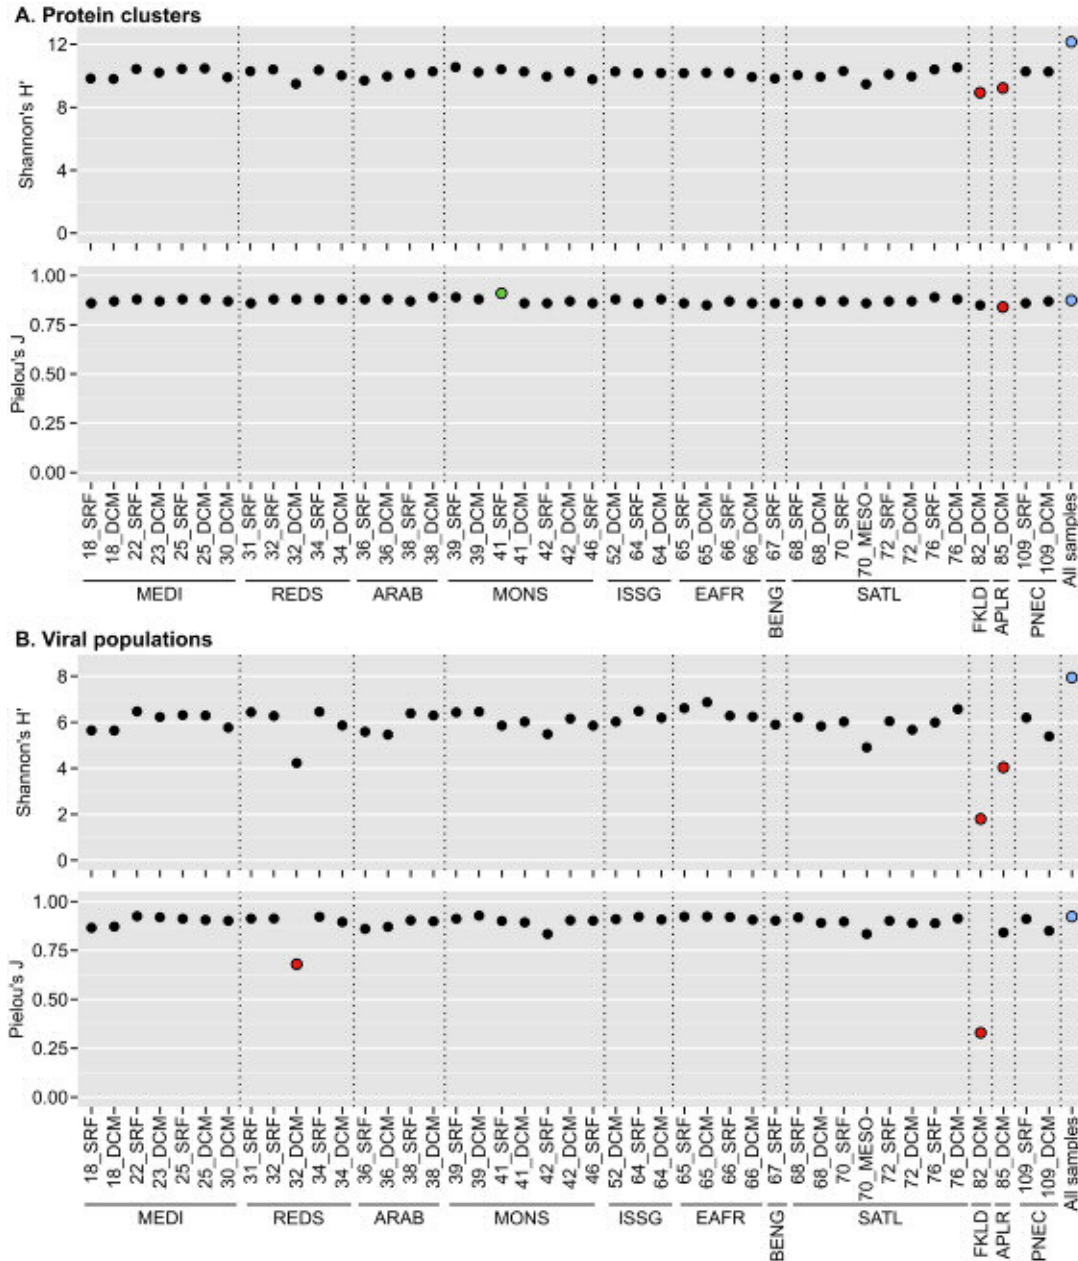 A. Protein clusters
Shannon's H'
12
8
4
0
Pielou's J
1.00
0.75
0.50
0.25
0.00
18_SRF 18_DCM 22_SRF 23_DCM 25_SRF 25_DCM 30_DCM 31_SRF 32_SRF 32_DCM 34_SRF 34_DCM 36_SRF 36_DCM 38_SRF 38_DCM 39_SRF 39_DCM 41_SRF 41_DCM 42_SRF 42_DCM 46_SRF 52_DCM 64_SRF 64_DCM 65_SRF 65_DCM 66_SRF 66_DCM 67_SRF 68_SRF 68_DCM 70_SRF 70_MESO 72_SRF 72_DCM 76_SRF 76_DCM 82_DCM 85_DCM 109_SRF 109_DCM All samples
MEDI REDS ARAB MONS ISSG EAFR BENG SATL FKLD APLR PNEC
B. Viral populations
Shannon's H'
8
6
4
2
0
Pielou's J
1.00
0.75
0.50
0.25
0.00
18_SRF 18_DCM 22_SRF 23_DCM 25_SRF 25_DCM 30_DCM 31_SRF 32_SRF 32_DCM 34_SRF 34_DCM 36_SRF 36_DCM 38_SRF 38_DCM 39_SRF 39_DCM 41_SRF 41_DCM 42_SRF 42_DCM 46_SRF 52_DCM 64_SRF 64_DCM 65_SRF 65_DCM 66_SRF 66_DCM 67_SRF 68_SRF 68_DCM 70_SRF 70_MESO 72_SRF 72_DCM 76_SRF 76_DCM 82_DCM 85_DCM 109_SRF 109_DCM All samples
MEDI REDS ARAB MONS ISSG EAFR BENG SATL FKLD APLR PNEC